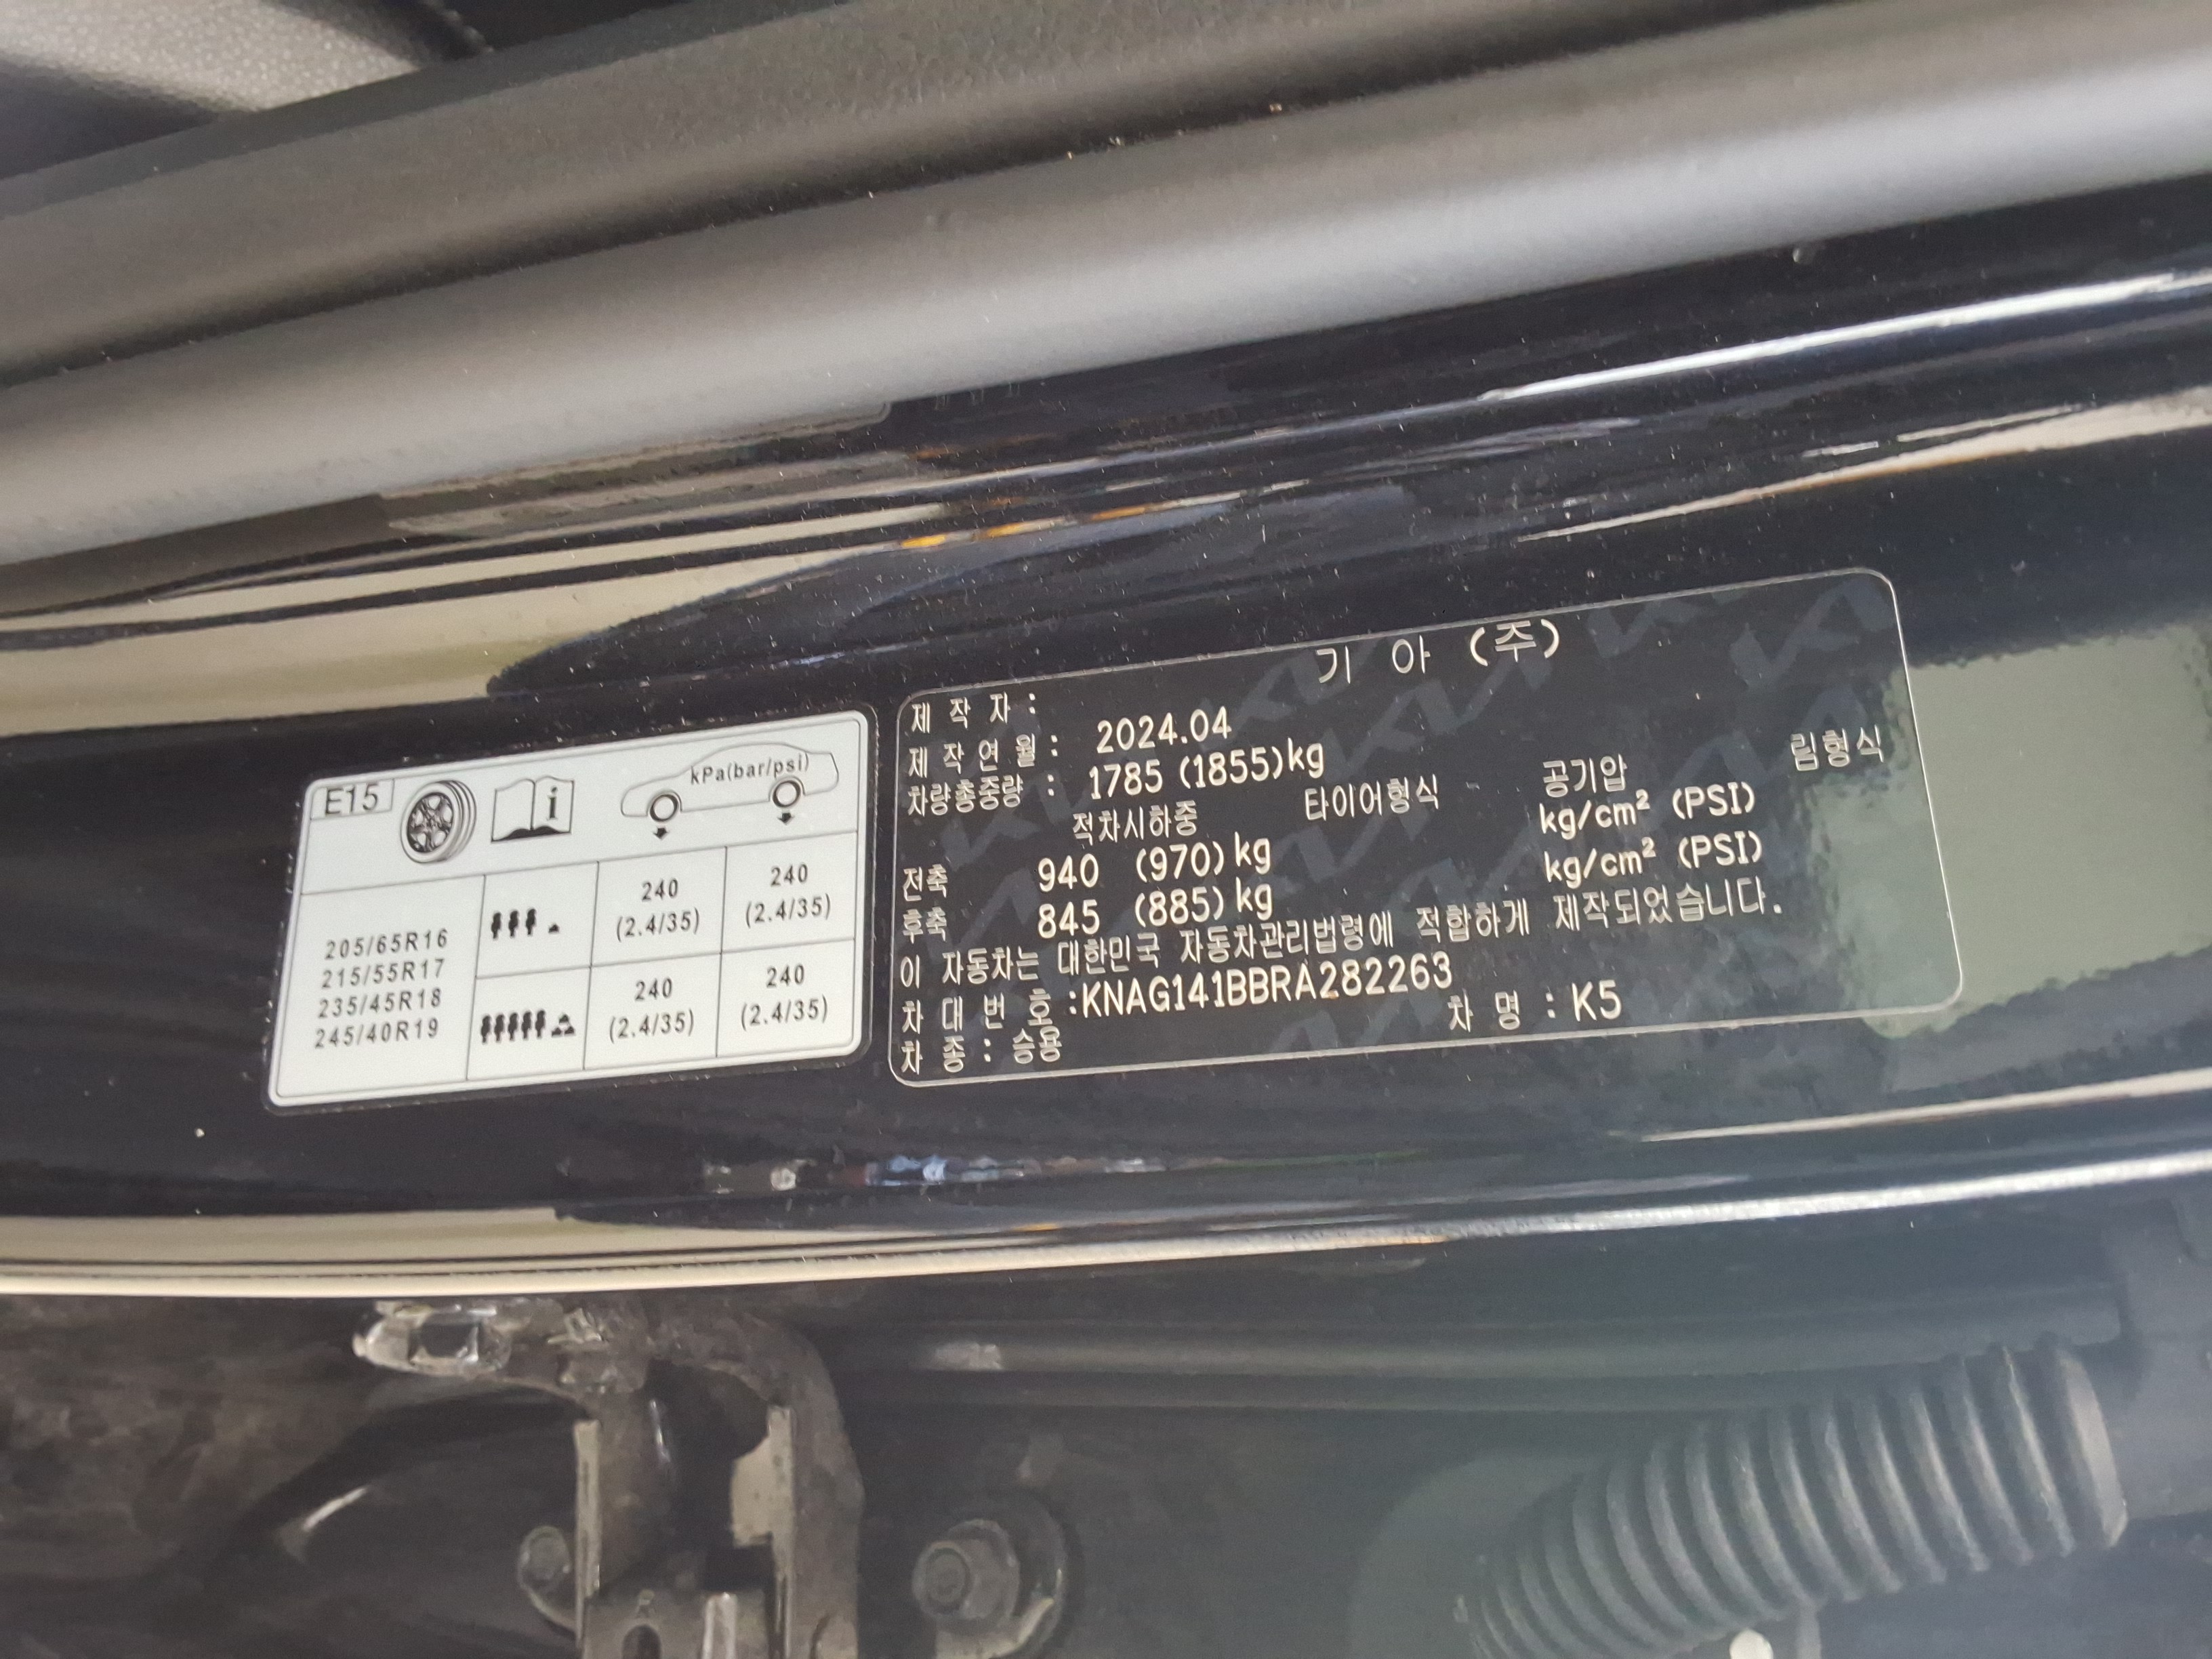 E15
kPa(bar/psi)
205/65R16
215/55R17
235/45R18
245/40R19
240 240
(2.4/35) (2.4/35)
240 240
(2.4/35) (2.4/35)
제 작 자 : 기 아 (주)
제 작 연 월 : 2024.04
차량총중량 : 1785 (1855)kg
적차시하중 타이어형식 공기압 림형식
전축 940 (970)kg kg/cm² (PSI)
후축 845 (885)kg kg/cm² (PSI)
이 자동차는 대한민국 자동차관리법령에 적합하게 제작되었습니다.
차 대 번 호 :KNAG141BBRA282263
차 종 : 승용 차 명 : K5